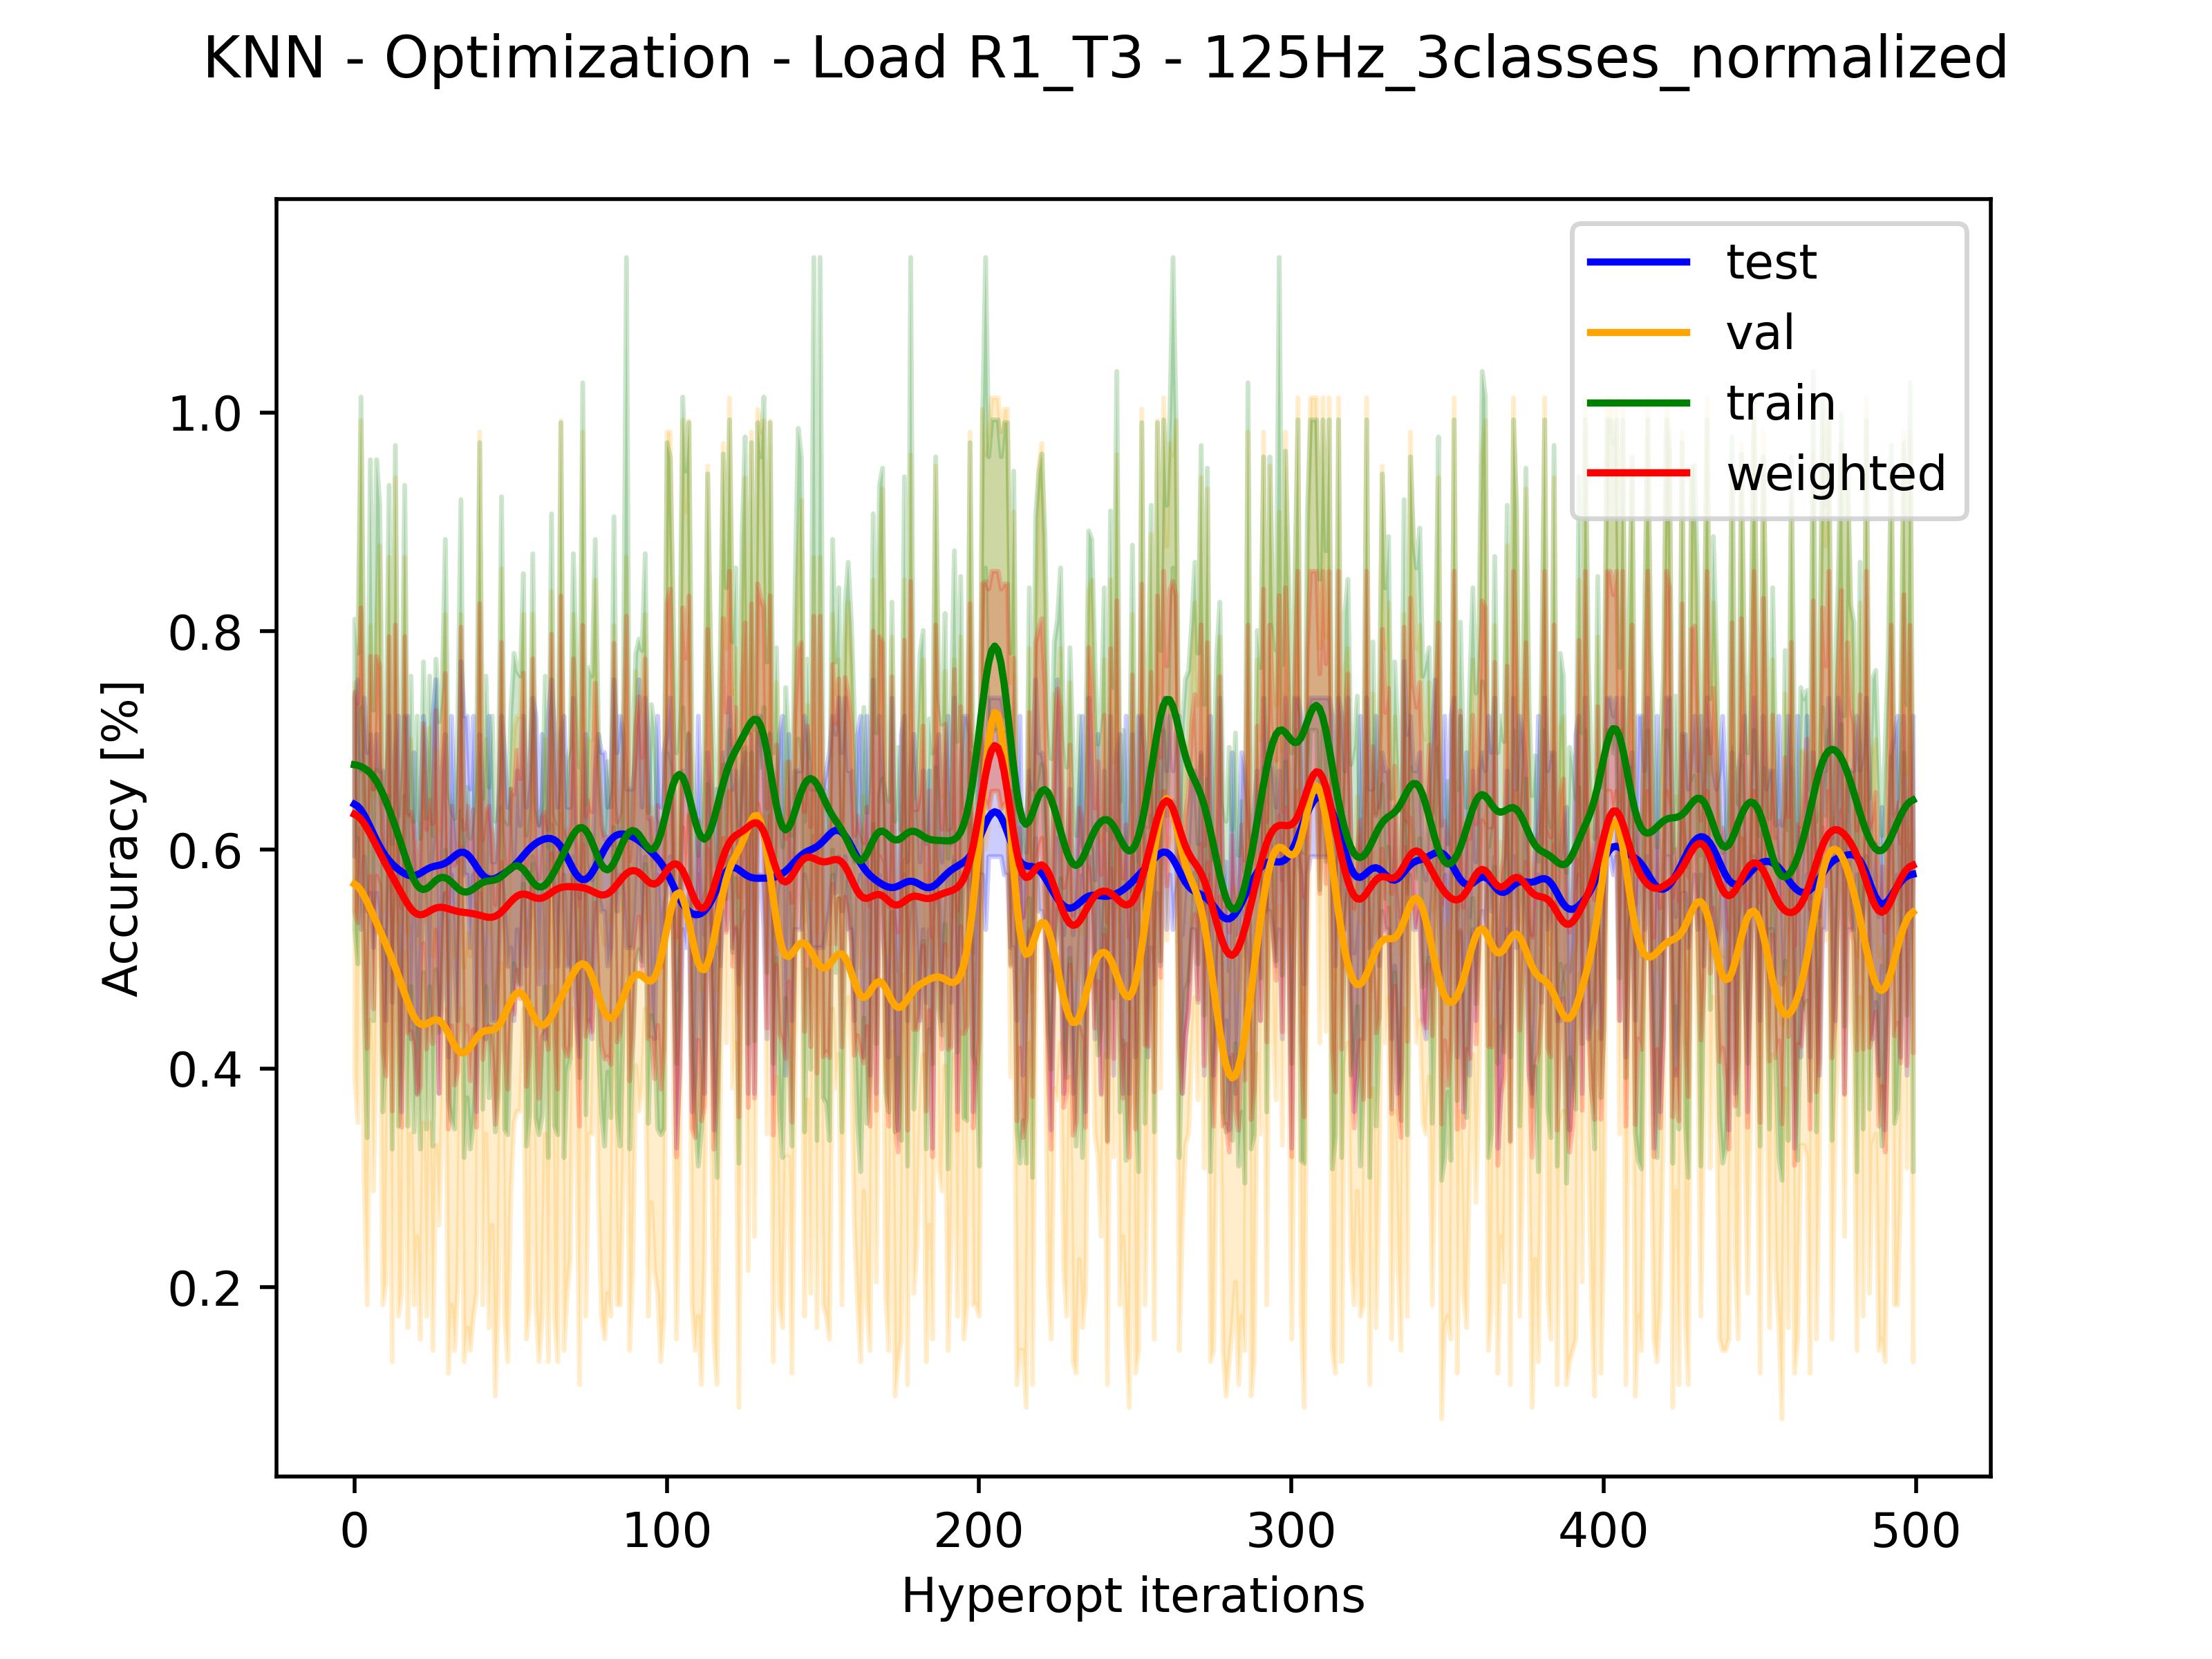 KNN - Optimization - Load R1_T3 - 125Hz_3classes_normalized
test
val
train
weighted
Accuracy [%]
1.0
0.8
0.6
0.4
0.2
0
100
200
300
400
500
Hyperopt iterations